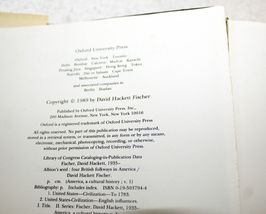 Oxford University Press
Oxford New York Toronto
Delhi Bombay Calcutta Madras Karachi
Petaling Jaya Singapore Hong Kong Tokyo
Nairobi Dar es Salaam Cape Town
Melbourne Auckland
and associated companies in
Berlin Ibadan
Copyright © 1989 by David Hackett Fischer
Published by Oxford University Press, Inc.,
200 Madison Avenue, New York, New York 10016
Oxford is a registered trademark of Oxford University Press
All rights reserved. No part of this publication may be reproduced,
stored in a retrieval system, or transmitted, in any form or by any means,
electronic, mechanical, photocopying, recording, or otherwise,
without prior permission of Oxford University Press.
Library of Congress Cataloging-in-Publication Data
Fischer, David Hackett, 1935–
Albion's seed : four British folkways in America /
David Hackett Fischer.
p. cm. (America, a cultural history ; v. 1)
Bibliography: p. Includes index. ISBN 0-19-503794-4
1. United States—Civilization—To 1783.
2. United States—Civilization—English influences.
I. Title. II. Series: Fischer, David Hackett, 1935–
America, a cultural history ;